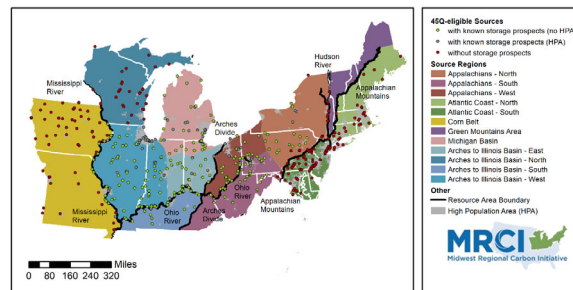 Hudson
River
Mississippi
River
Appalachian
Mountains
Arches
Divide
Ohio
River
Mississippi
River
Ohio
River
Arches
Divide
Appalachian
Mountains
Miles
0 80 160 240 320
45Q-eligible Sources
with known storage prospects (no HPA)
with known storage prospects (HPA)
without storage prospects
Source Regions
Appalachians - North
Appalachians - South
Appalachians - West
Atlantic Coast - North
Atlantic Coast - South
Corn Belt
Green Mountains Area
Michigan Basin
Arches to Illinois Basin - East
Arches to Illinois Basin - North
Arches to Illinois Basin - South
Arches to Illinois Basin - West
Other
Resource Area Boundary
High Population Area (HPA)
MRCI
Midwest Regional Carbon Initiative